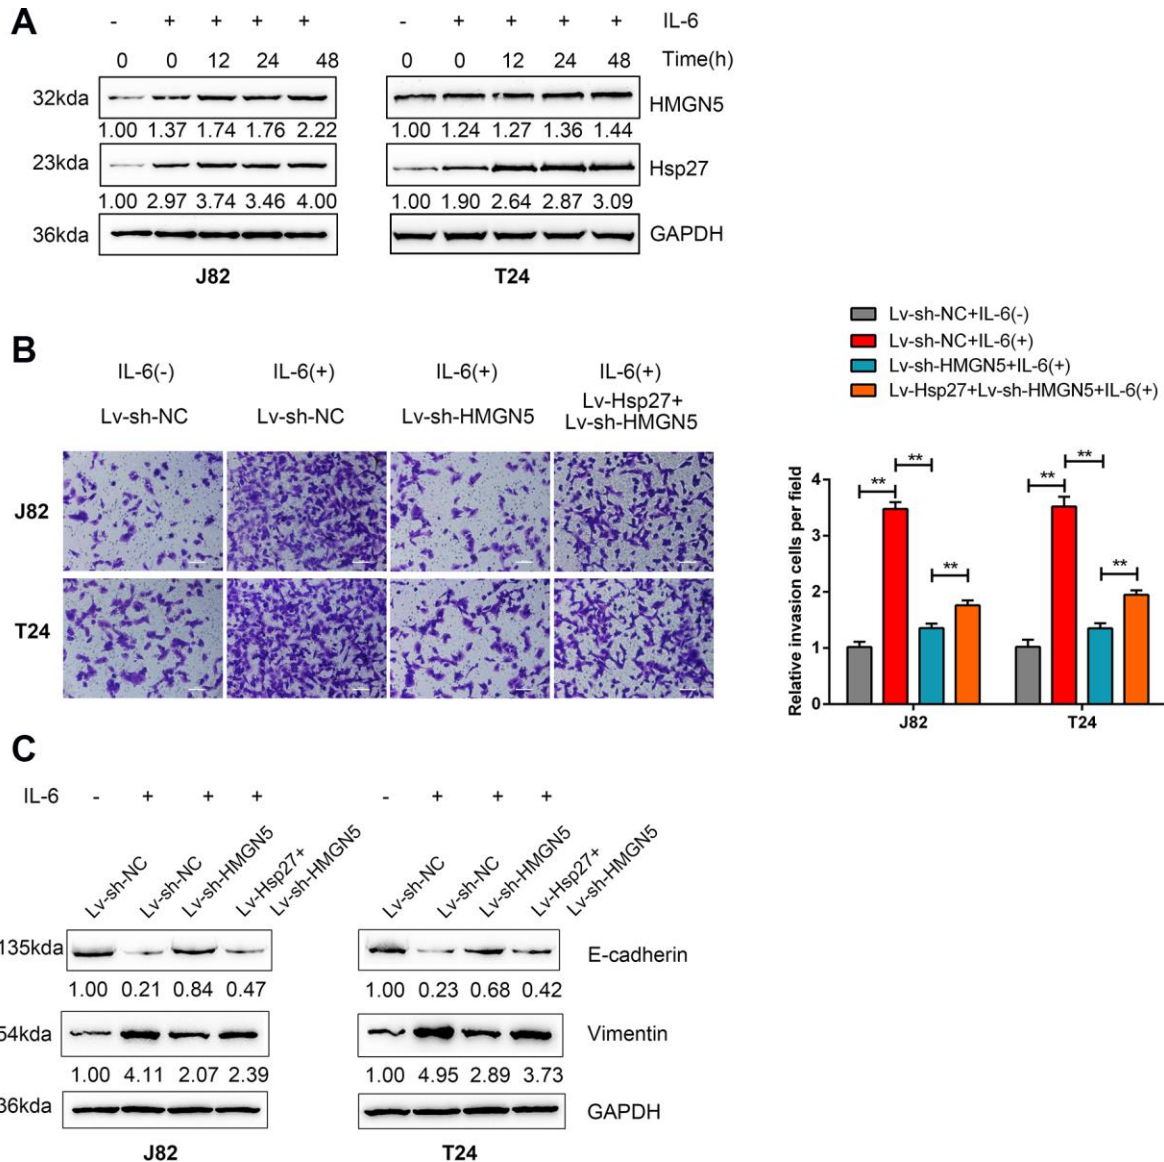 A
- + + + + - + + + + IL-6
0 0 12 24 48 0 0 12 24 48 Time(h)
32kda HMGN5
1.00 1.37 1.74 1.76 2.22 1.00 1.24 1.27 1.36 1.44
23kda Hsp27
1.00 2.97 3.74 3.46 4.00 1.00 1.90 2.64 2.87 3.09
36kda GAPDH
J82 T24
B
IL-6(-) IL-6(+) IL-6(+) IL-6(+)
Lv-sh-NC Lv-sh-NC Lv-sh-HMGN5 Lv-Hsp27+
Lv-sh-HMGN5
J82
T24
Lv-sh-NC+IL-6(-)
Lv-sh-NC+IL-6(+)
Lv-sh-HMGN5+IL-6(+)
Lv-Hsp27+Lv-sh-HMGN5+IL-6(+)
Relative invasion cells per field
4
3
2
1
0
** ** **
** ** **
J82 T24
C
IL-6 - + + + - + + +
Lv-sh-NC Lv-sh-NC Lv-sh-HMGN5 Lv-Hsp27+
Lv-sh-HMGN5
Lv-sh-NC Lv-sh-NC Lv-sh-HMGN5 Lv-Hsp27+
Lv-sh-HMGN5
135kda E-cadherin
1.00 0.21 0.84 0.47 1.00 0.23 0.68 0.42
54kda Vimentin
1.00 4.11 2.07 2.39 1.00 4.95 2.89 3.73
36kda GAPDH
J82 T24